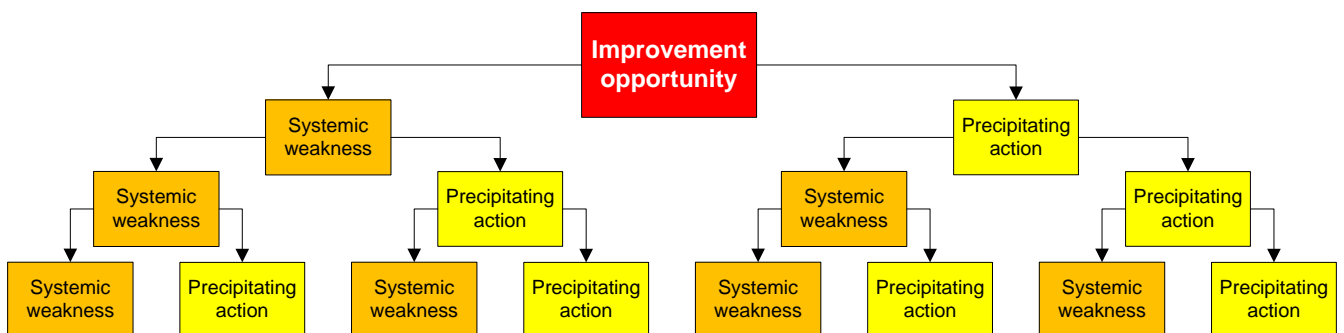 Improvement
opportunity
Systemic
weakness
Precipitating
action
Systemic
weakness
Precipitating
action
Systemic
weakness
Precipitating
action
Systemic
weakness
Precipitating
action
Systemic
weakness
Precipitating
action
Systemic
weakness
Precipitating
action
Systemic
weakness
Precipitating
action